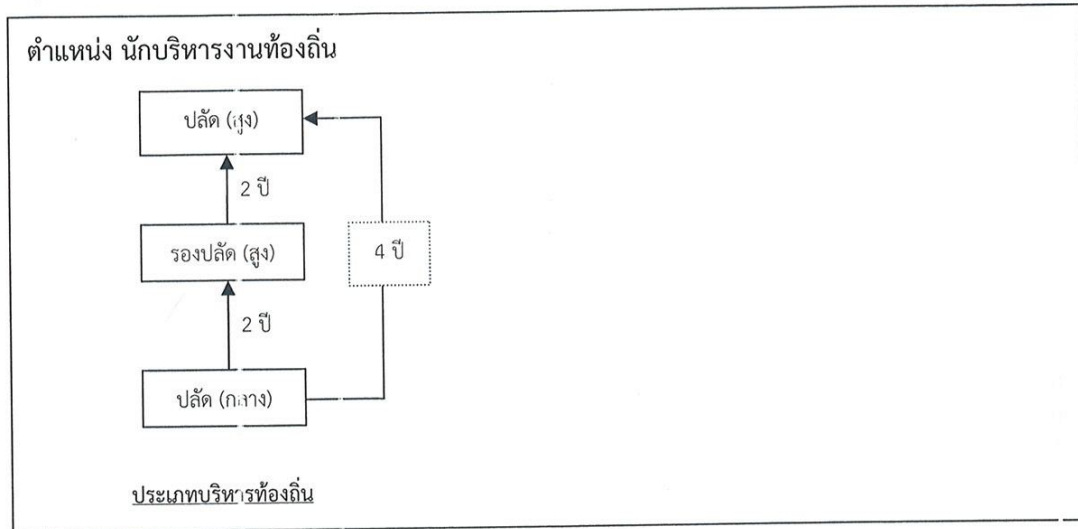 ตำแหน่ง นักบริหารงานท้องถิ่น
ปลัด (สูง)
2 ปี
รองปลัด (สูง)
4 ปี
2 ปี
ปลัด (กลาง)
ประเภทบริหารท้องถิ่น